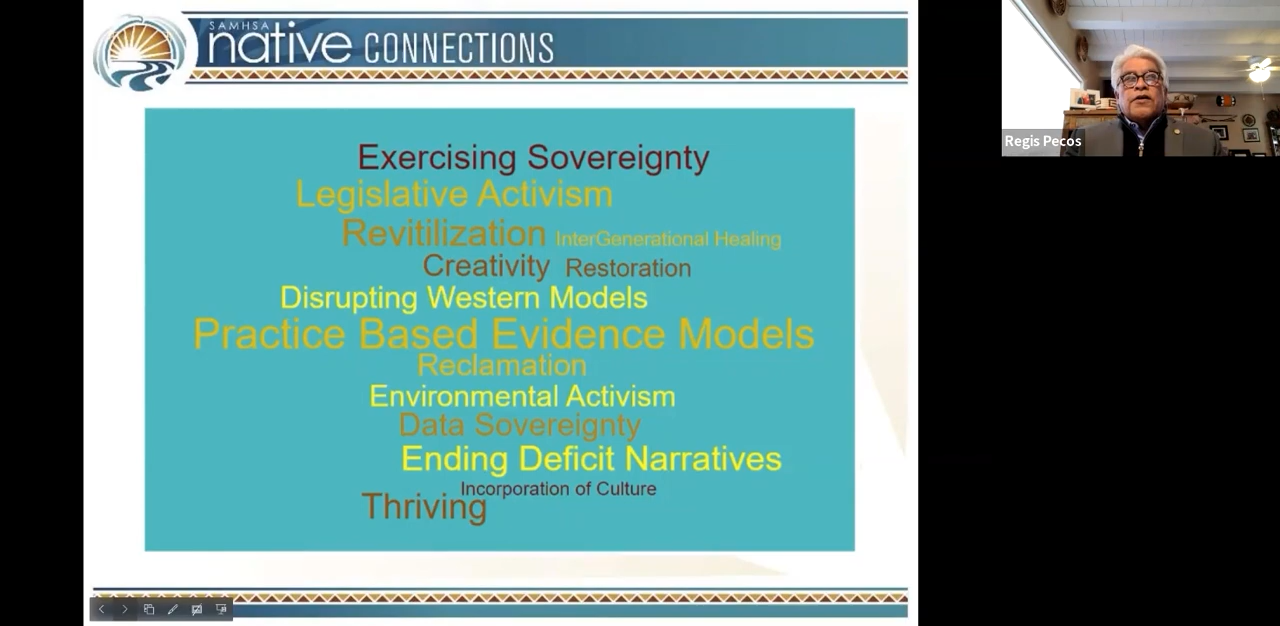 SAMHSA
native CONNECTIONS
Exercising Sovereignty
Legislative Activism
Revitilization InterGenerational Healing
Creativity Restoration
Disrupting Western Models
Practice Based Evidence Models
Reclamation
Environmental Activism
Data Sovereignty
Ending Deficit Narratives
Incorporation of Culture
Thriving
Regis Pecos